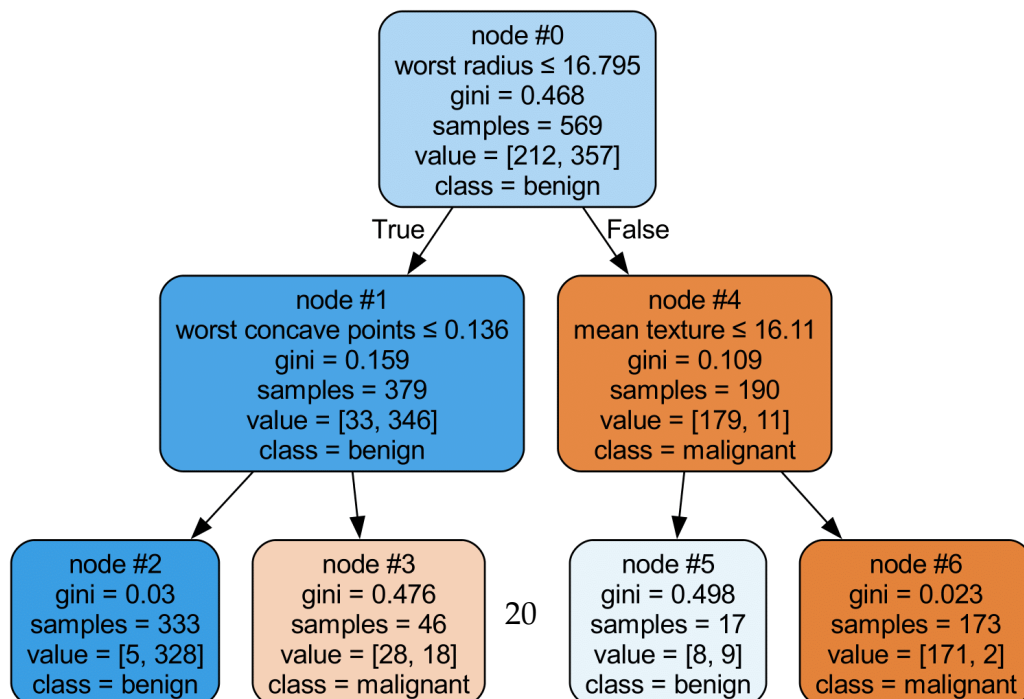 node #0
worst radius ≤ 16.795
gini = 0.468
samples = 569
value = [212, 357]
class = benign
True
False
node #1
worst concave points ≤ 0.136
gini = 0.159
samples = 379
value = [33, 346]
class = benign
node #4
mean texture ≤ 16.11
gini = 0.109
samples = 190
value = [179, 11]
class = malignant
node #2
gini = 0.03
samples = 333
value = [5, 328]
class = benign
node #3
gini = 0.476
samples = 46
value = [28, 18]
class = malignant
20
node #5
gini = 0.498
samples = 17
value = [8, 9]
class = benign
node #6
gini = 0.023
samples = 173
value = [171, 2]
class = malignant